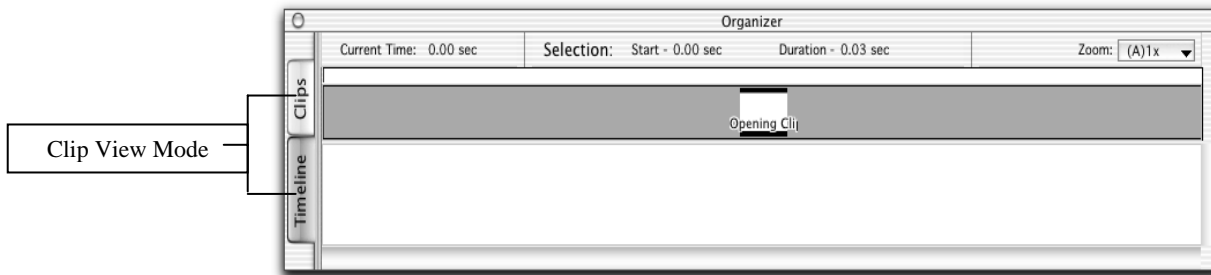 Organizer
Current Time: 0.00 sec Selection: Start - 0.00 sec Duration - 0.03 sec Zoom: (A)1x
Clips
Opening Clip
Clip View Mode
Timeline